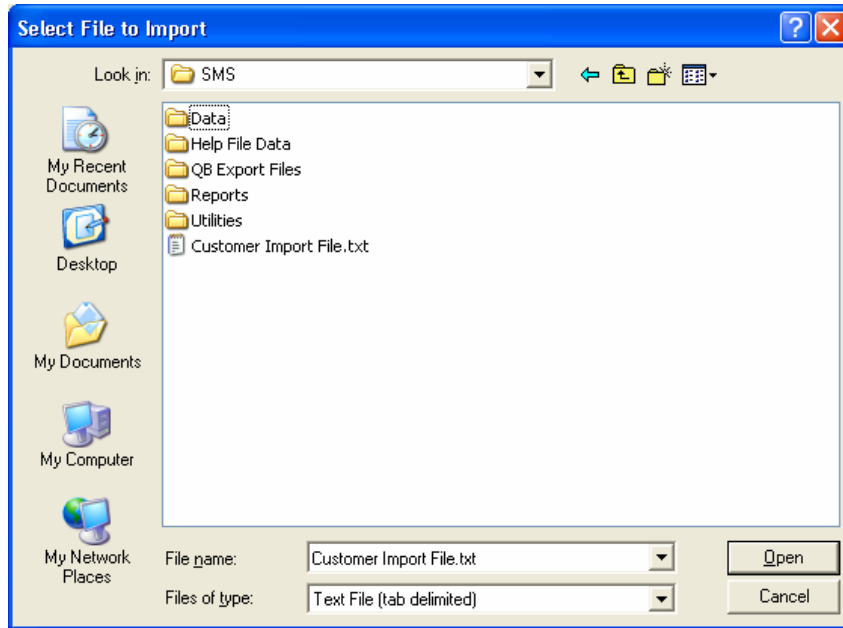 Select File to Import
Look in: SMS
Data
Help File Data
QB Export Files
Reports
Utilities
Customer Import File.txt
My Recent
Documents
Desktop
My Documents
My Computer
My Network
Places
File name: Customer Import File.txt Open
Files of type: Text File (tab delimited) Cancel